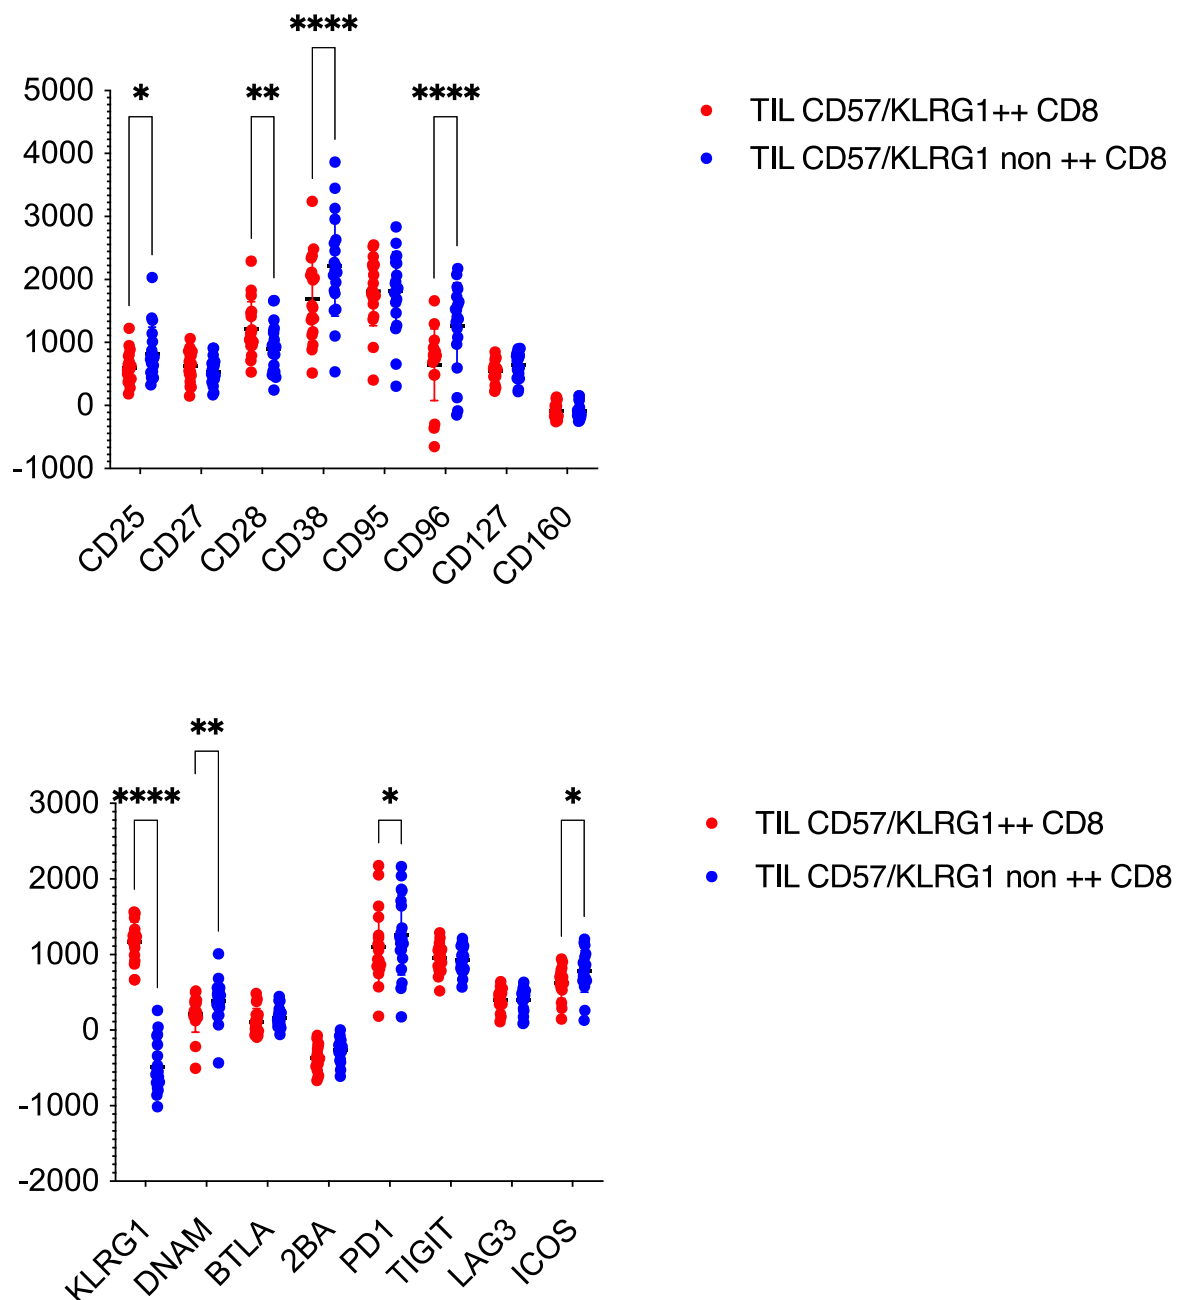 ****
* ** ****
5000
4000
3000
2000
1000
0
-1000
TIL CD57/KLRG1++ CD8
TIL CD57/KLRG1 non ++ CD8
CD25 CD27 CD28 CD38 CD95 CD96 CD127 CD160
**
**** * *
3000
2000
1000
0
-1000
-2000
TIL CD57/KLRG1++ CD8
TIL CD57/KLRG1 non ++ CD8
KLRG1 DNAM BTLA 2BA PD1 TIGIT LAG3 ICOS